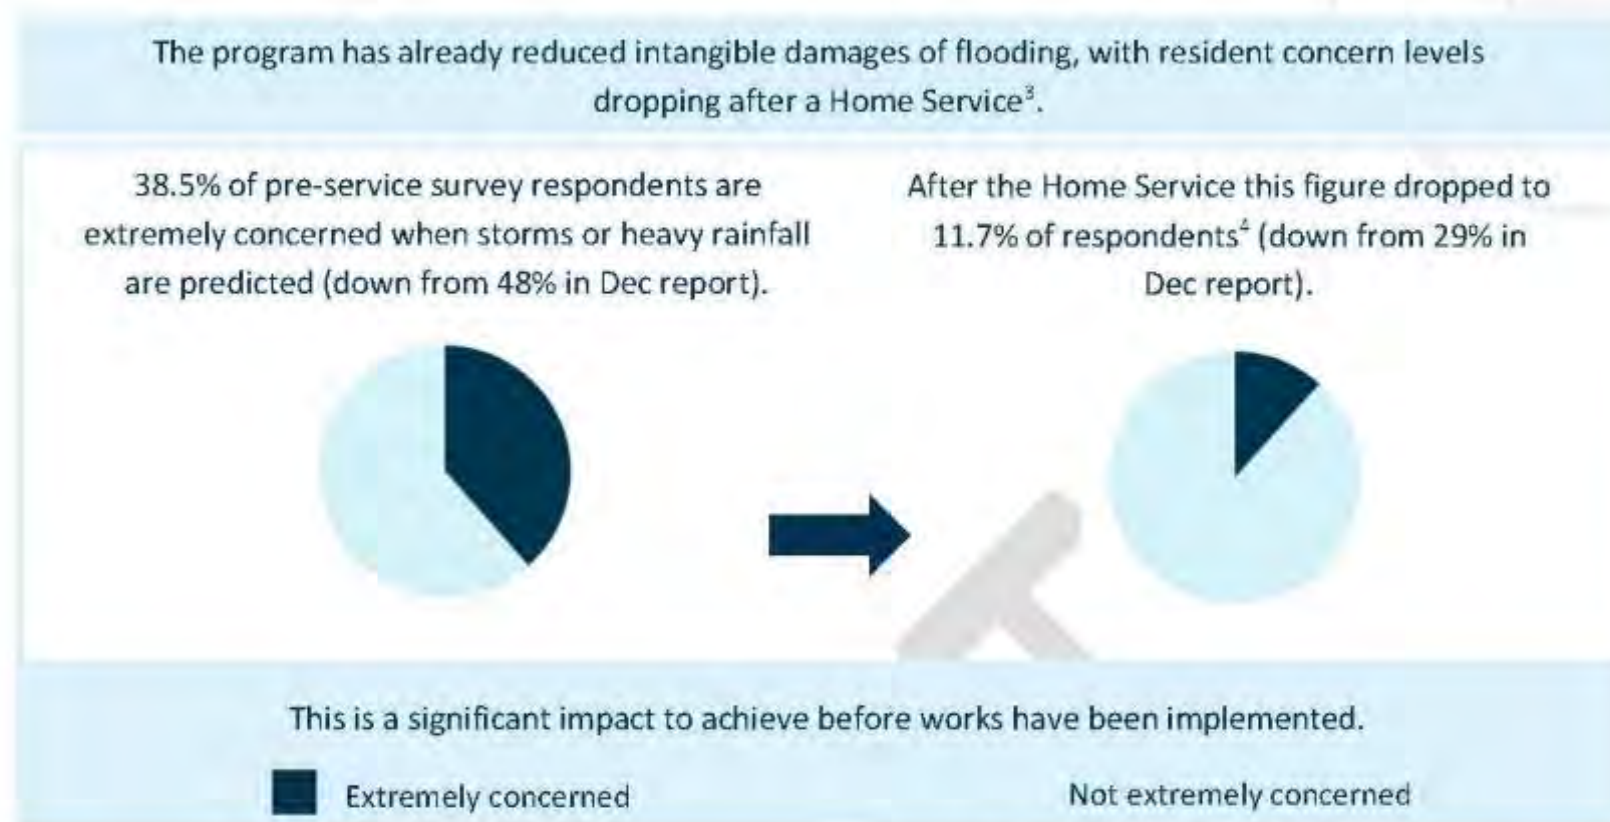 The program has already reduced intangible damages of flooding, with resident concern levels
dropping after a Home Service³.
38.5% of pre-service survey respondents are
extremely concerned when storms or heavy rainfall
are predicted (down from 48% in Dec report).
After the Home Service this figure dropped to
11.7% of respondents⁴ (down from 29% in
Dec report).
This is a significant impact to achieve before works have been implemented.
Extremely concerned
Not extremely concerned